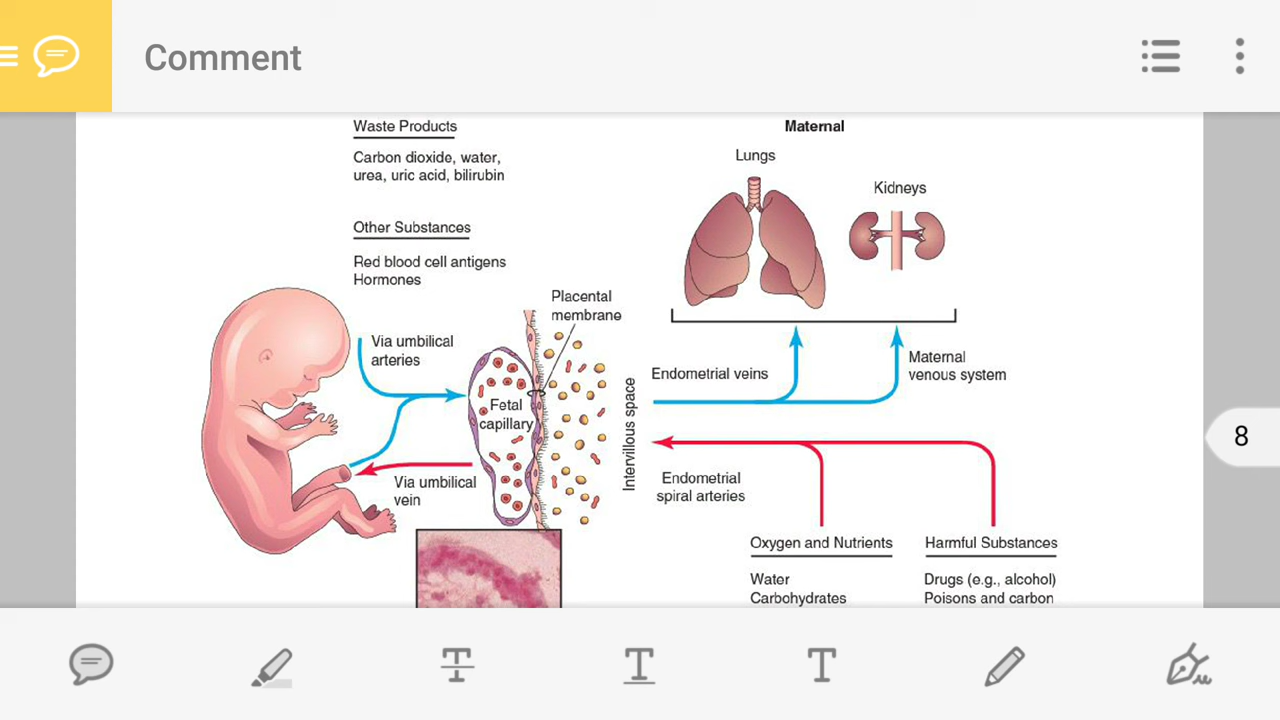 Comment
Waste Products
Carbon dioxide, water,
urea, uric acid, bilirubin
Other Substances
Red blood cell antigens
Hormones
Maternal
Lungs
Kidneys
Placental
membrane
Via umbilical
arteries
Fetal
capillary
Via umbilical
vein
Intervillous space
Endometrial veins
Maternal
venous system
Endometrial
spiral arteries
8
Oxygen and Nutrients
Water
Carbohydrates
Harmful Substances
Drugs (e.g., alcohol)
Poisons and carbon